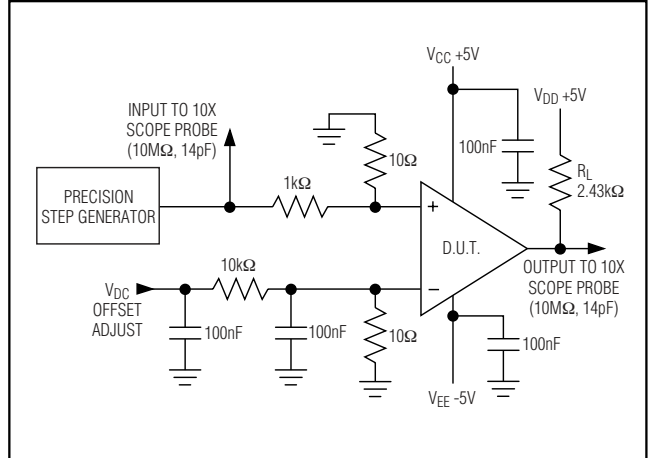 V_CC +5V
V_DD +5V
INPUT TO 10X
SCOPE PROBE
(10MΩ, 14pF)
100nF
10Ω
R_L
2.43kΩ
1kΩ
PRECISION
STEP GENERATOR
+
D.U.T.
10kΩ
V_DC
OFFSET
ADJUST
−
OUTPUT TO 10X
SCOPE PROBE
(10MΩ, 14pF)
100nF
100nF
10Ω
100nF
V_EE -5V